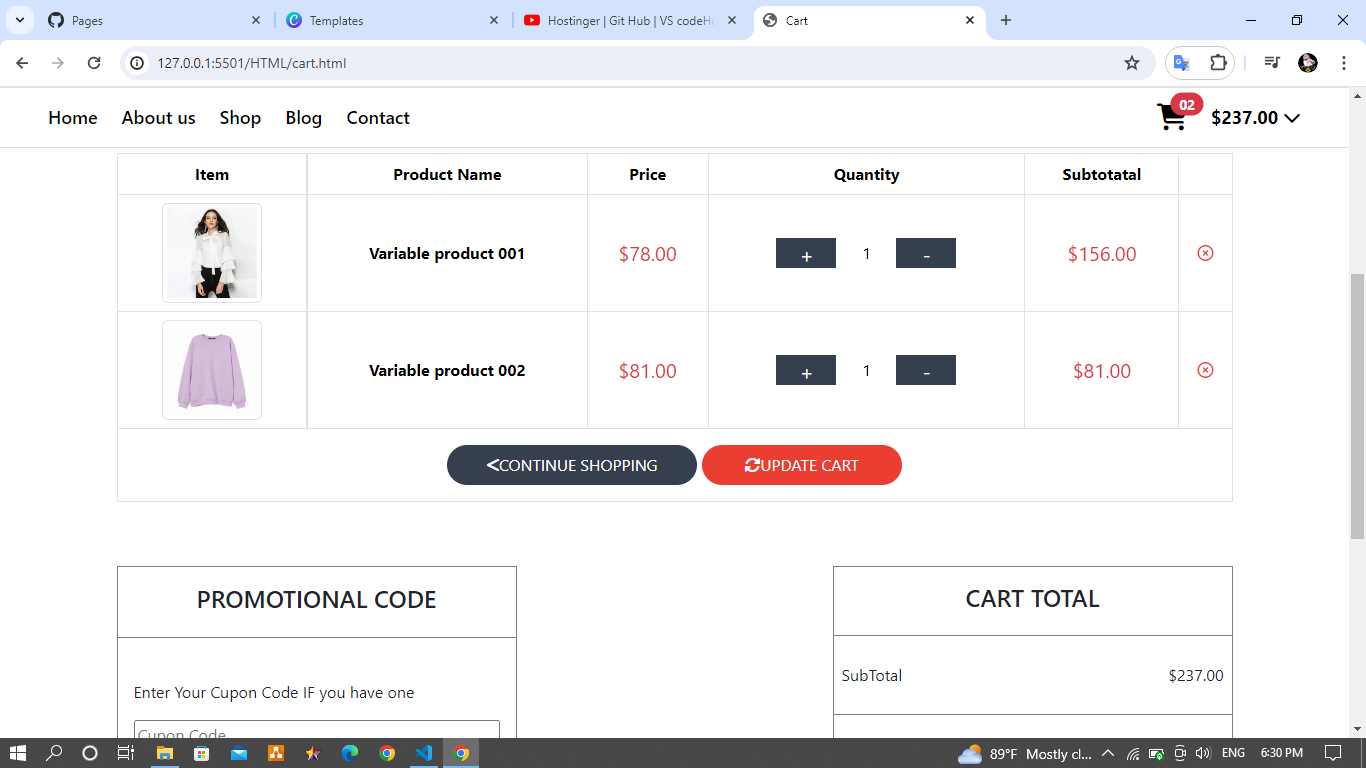 Pages
Templates
Hostinger | Git Hub | VS codeHo
Cart
127.0.0.1:5501/HTML/cart.html
Home About us Shop Blog Contact
02
$237.00
Item Product Name Price Quantity Subtotatal
Variable product 001 $78.00 + 1 - $156.00
Variable product 002 $81.00 + 1 - $81.00
<CONTINUE SHOPPING UPDATE CART
PROMOTIONAL CODE
Enter Your Cupon Code IF you have one
Cupon Code
CART TOTAL
SubTotal $237.00
89°F Mostly cl... ENG 6:30 PM